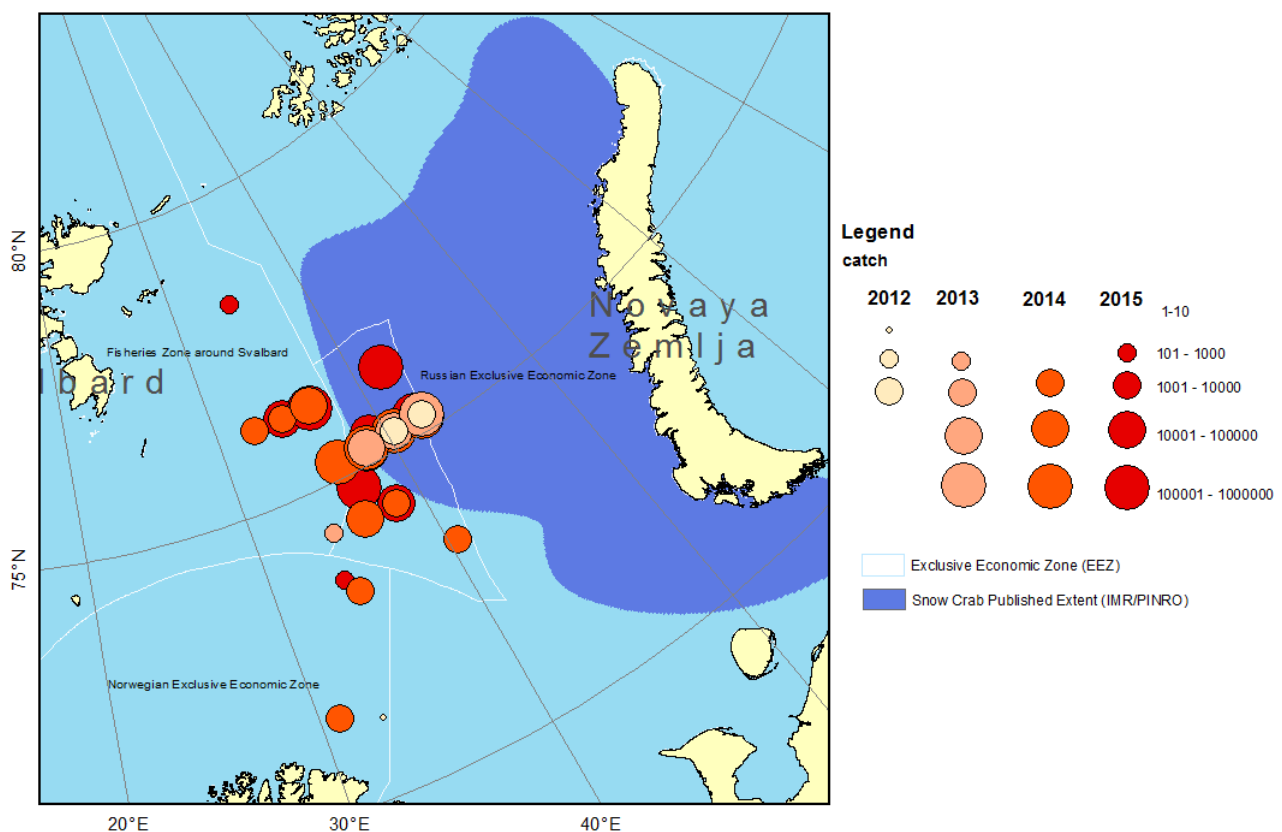 80°N
75°N
20°E
30°E
40°E
Novaya
Zemlja
Fisheries Zone around Svalbard
lbard
Russian Exclusive Economic Zone
Norwegian Exclusive Economic Zone
Legend
catch
2012 2013 2014 2015
1-10
101 - 1000
1001 - 10000
10001 - 100000
100001 - 1000000
Exclusive Economic Zone (EEZ)
Snow Crab Published Extent (IMR/PINRO)